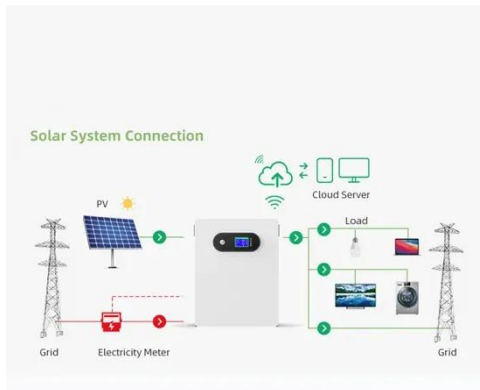 Solar System Connection
Cloud Server
PV
Load
Grid
Electricity Meter
Grid